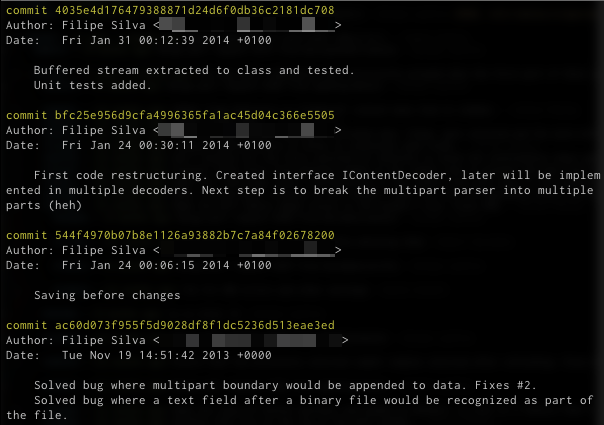 commit 4035e4d176479388871d24d6f0db36c2181dc708
Author: Filipe Silva < >
Date:   Fri Jan 31 00:12:39 2014 +0100
Buffered stream extracted to class and tested.
Unit tests added.
commit bfc25e956d9cfa4996365fa1ac45d04c366e5505
Author: Filipe Silva < >
Date:   Fri Jan 24 00:30:11 2014 +0100
First code restructuring. Created interface IContentDecoder, later will be implem
ented in multiple decoders. Next step is to break the multipart parser into multiple
parts (heh)
commit 544f4970b07b8e1126a93882b7c7a84f02678200
Author: Filipe Silva < >
Date:   Fri Jan 24 00:06:15 2014 +0100
Saving before changes
commit ac60d073f955f5d9028df8f1dc5236d513eae3ed
Author: Filipe Silva < >
Date:   Tue Nov 19 14:51:42 2013 +0000
Solved bug where multipart boundary would be appended to data. Fixes #2.
Solved bug where a text field after a binary file would be recognized as part of
the file.